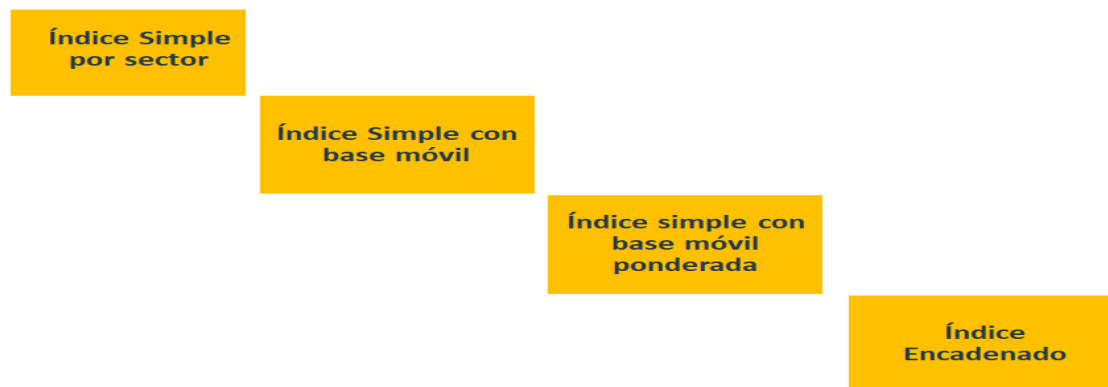 Índice Simple
por sector
Índice Simple con
base móvil
Índice simple con
base móvil
ponderada
Índice
Encadenado